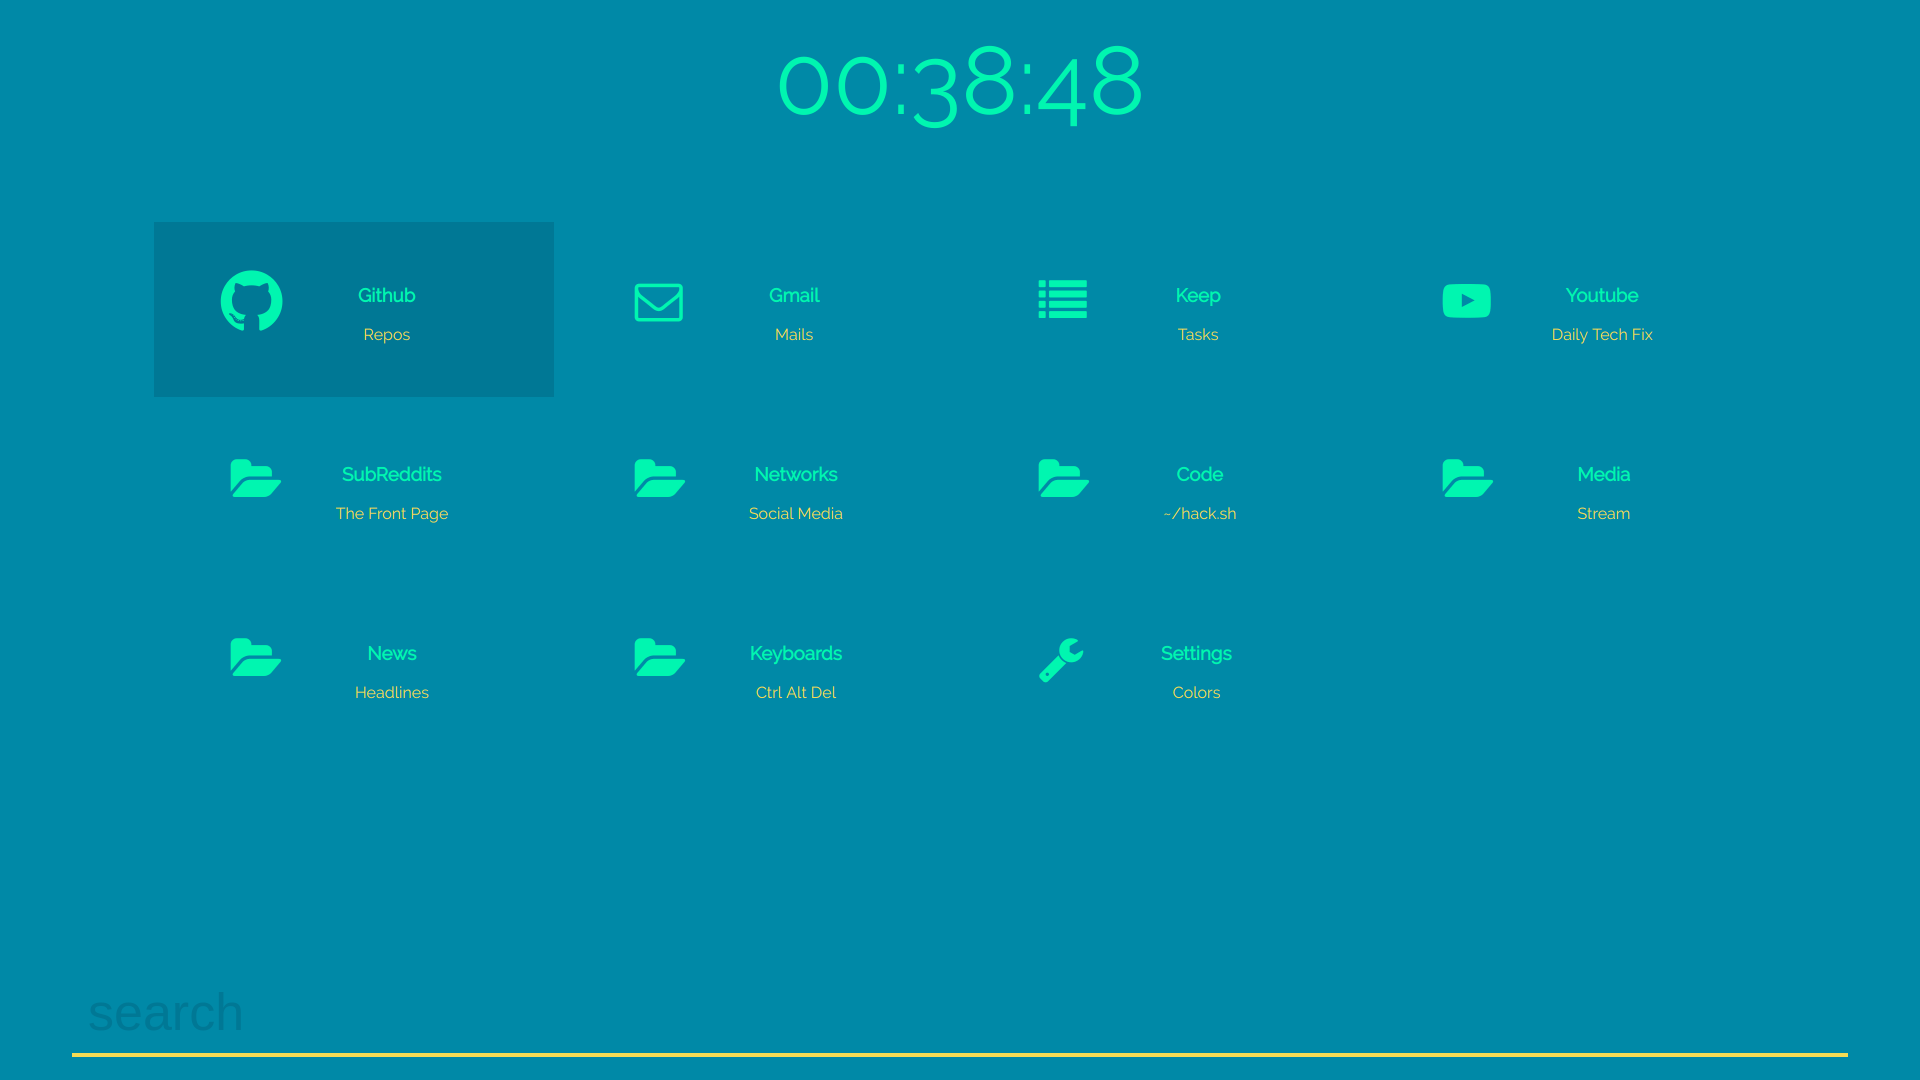 00:38:48
Github
Repos
Gmail
Mails
Keep
Tasks
Youtube
Daily Tech Fix
SubReddits
The Front Page
Networks
Social Media
Code
~/hack.sh
Media
Stream
News
Headlines
Keyboards
Ctrl Alt Del
Settings
Colors
search